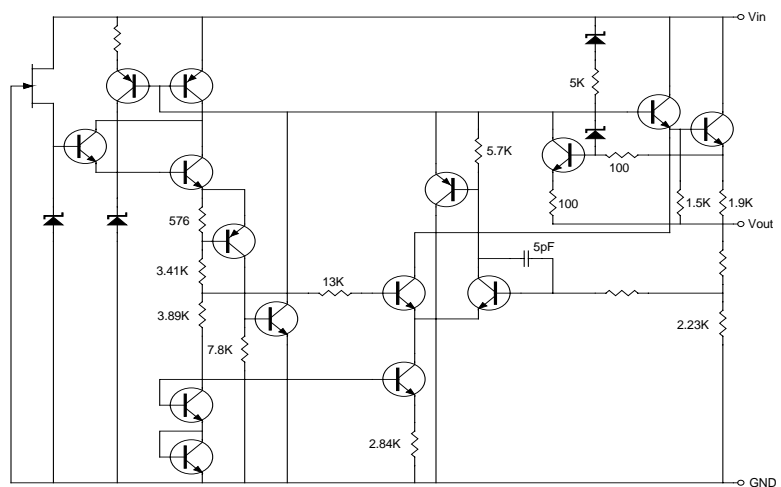 Vin
5K
5.7K
100
100
1.5K
1.9K
576
Vout
5pF
3.41K
13K
3.89K
7.8K
2.23K
2.84K
GND